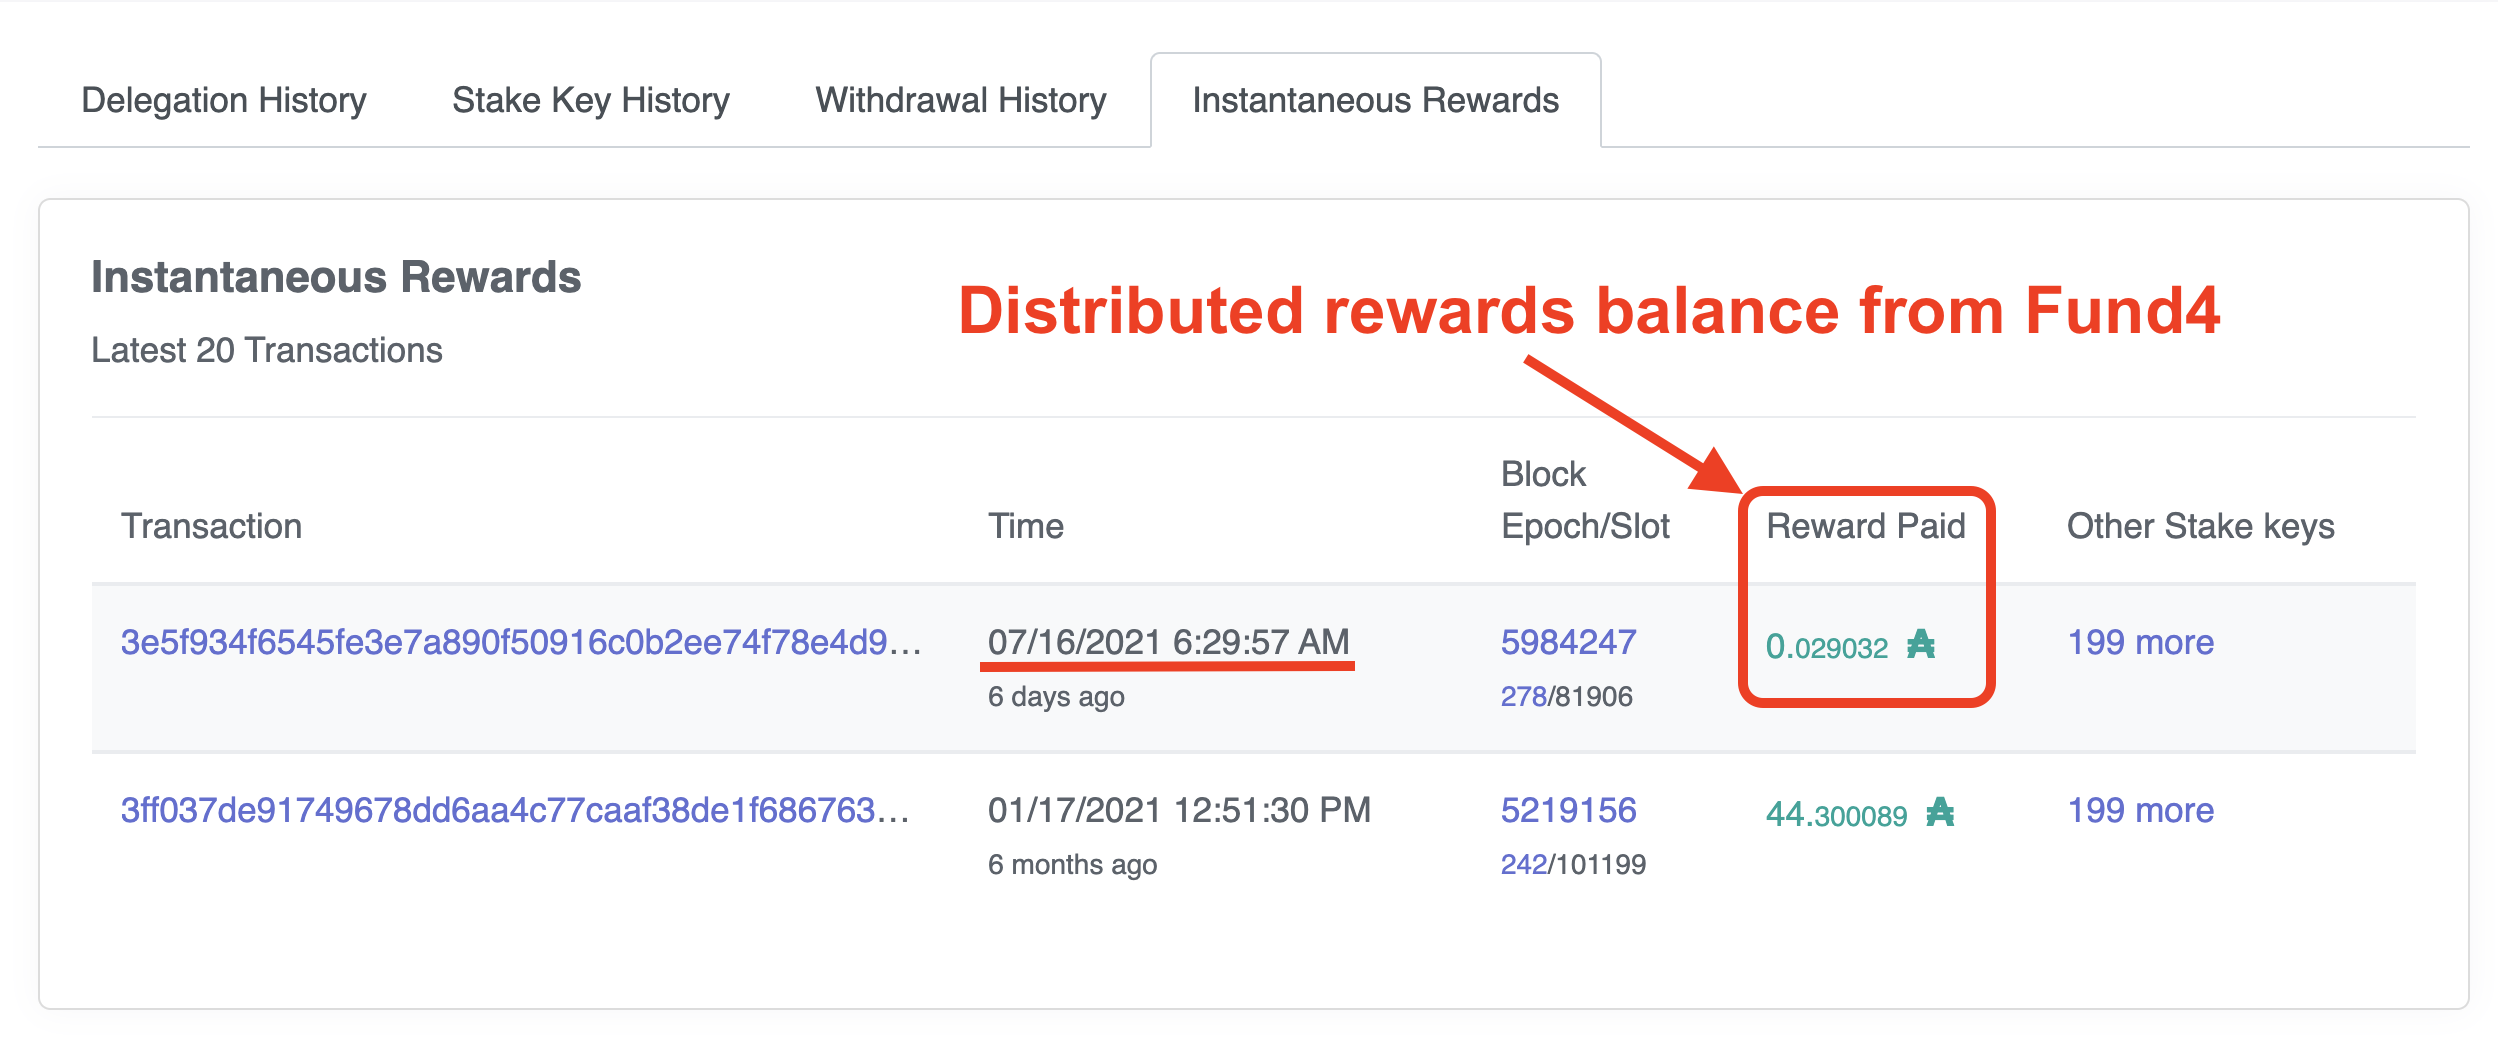 Delegation History Stake Key History Withdrawal History Instantaneous Rewards
Instantaneous Rewards
Distributed rewards balance from Fund4
Latest 20 Transactions
Transaction Time Block Epoch/Slot Reward Paid Other Stake keys
3e5f934f6545fe3e7a890f50916c0b2ee74f78e4d9... 07/16/2021 6:29:57 AM 5984247 0.029032 ₳ 199 more
6 days ago 278/81906
3ff037de91749678dd6aa4c77caaf38de1f686763... 01/17/2021 12:51:30 PM 5219156 44.300089 ₳ 199 more
6 months ago 242/101199